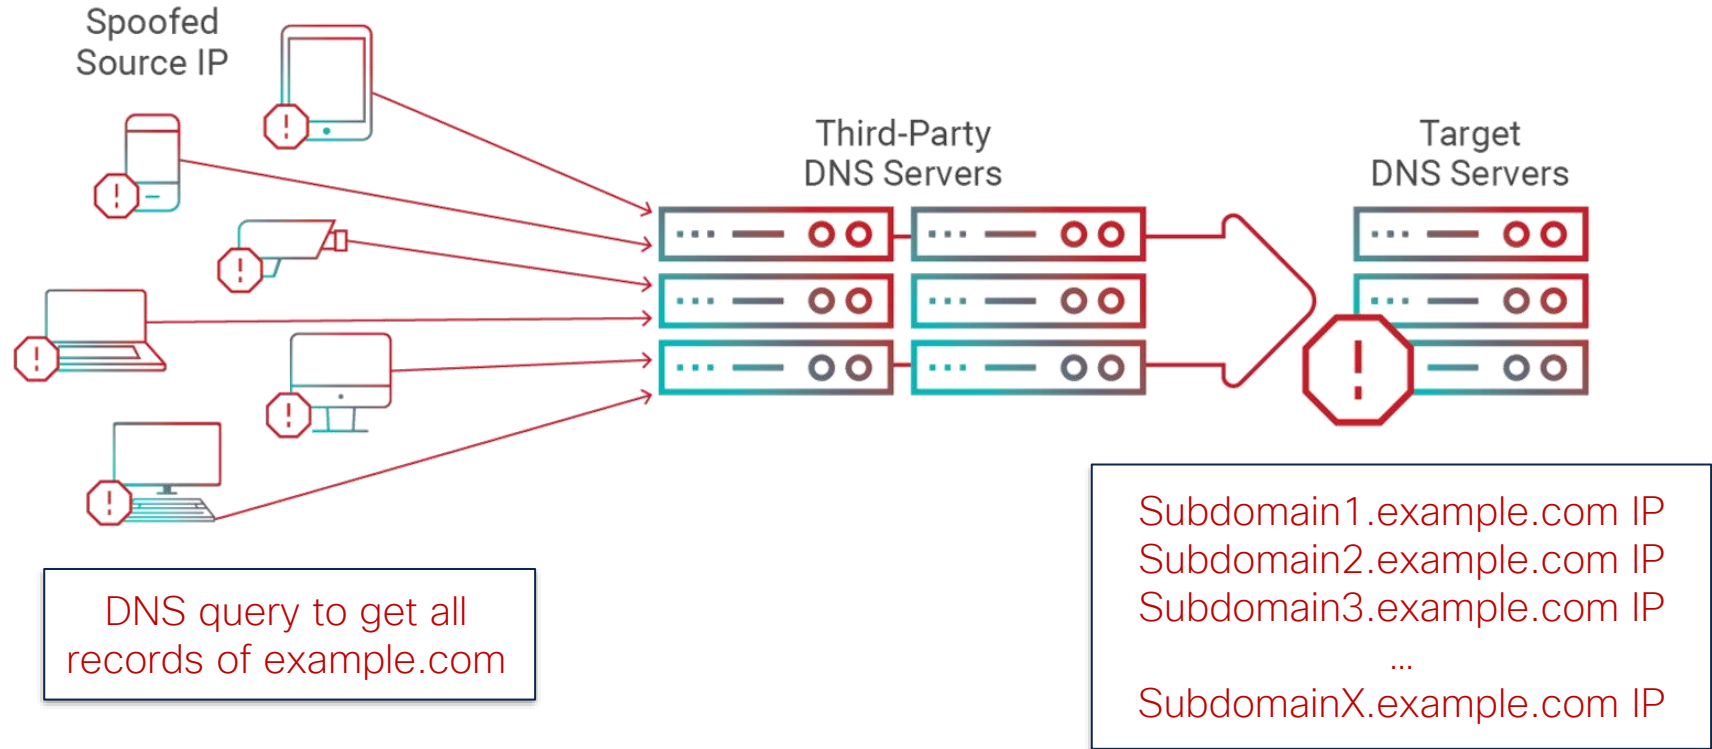 Spoofed
Source IP
Third-Party
DNS Servers
Target
DNS Servers
DNS query to get all
records of example.com
Subdomain1.example.com IP
Subdomain2.example.com IP
Subdomain3.example.com IP
...
SubdomainX.example.com IP